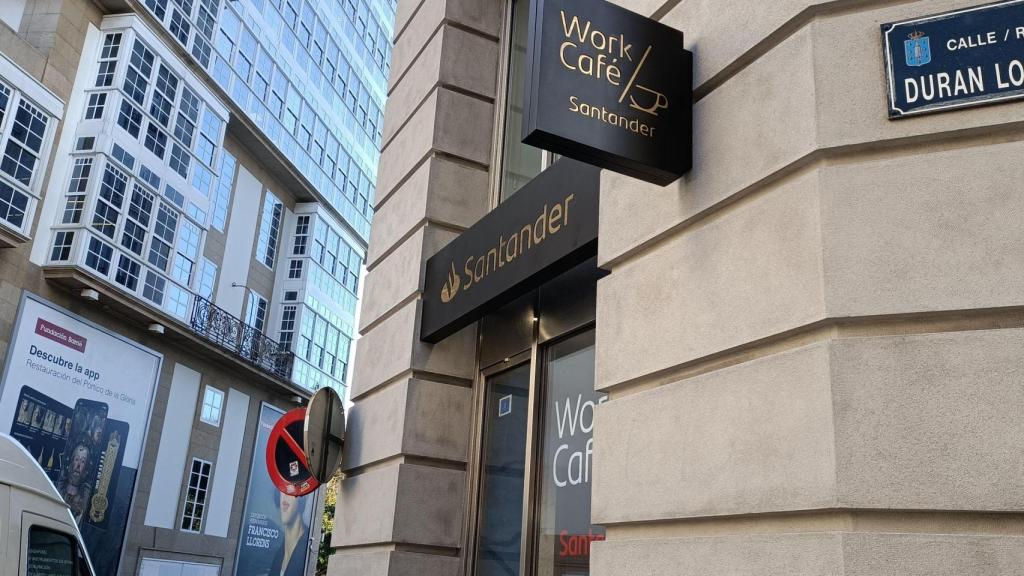 Work
Café
Santander
CALLE / R
DURAN LO
Santander
Wo
Caf
Sant
Fundación Barrié
Descubre la app
Restauración del Pórtico de la Gloria
FRANCISCO
LLORENS